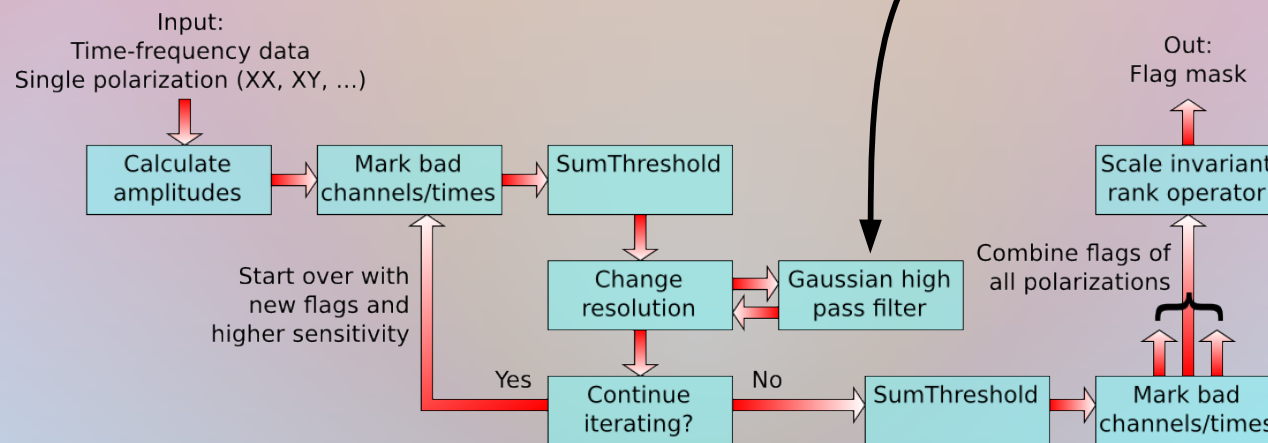 Input:
Time-frequency data
Single polarization (XX, XY, ...)
Out:
Flag mask
Calculate
amplitudes
Mark bad
channels/times
SumThreshold
Scale invariant
rank operator
Start over with
new flags and
higher sensitivity
Change
resolution
Gaussian high
pass filter
Combine flags of
all polarizations
Yes
Continue
iterating?
No
SumThreshold
Mark bad
channels/times